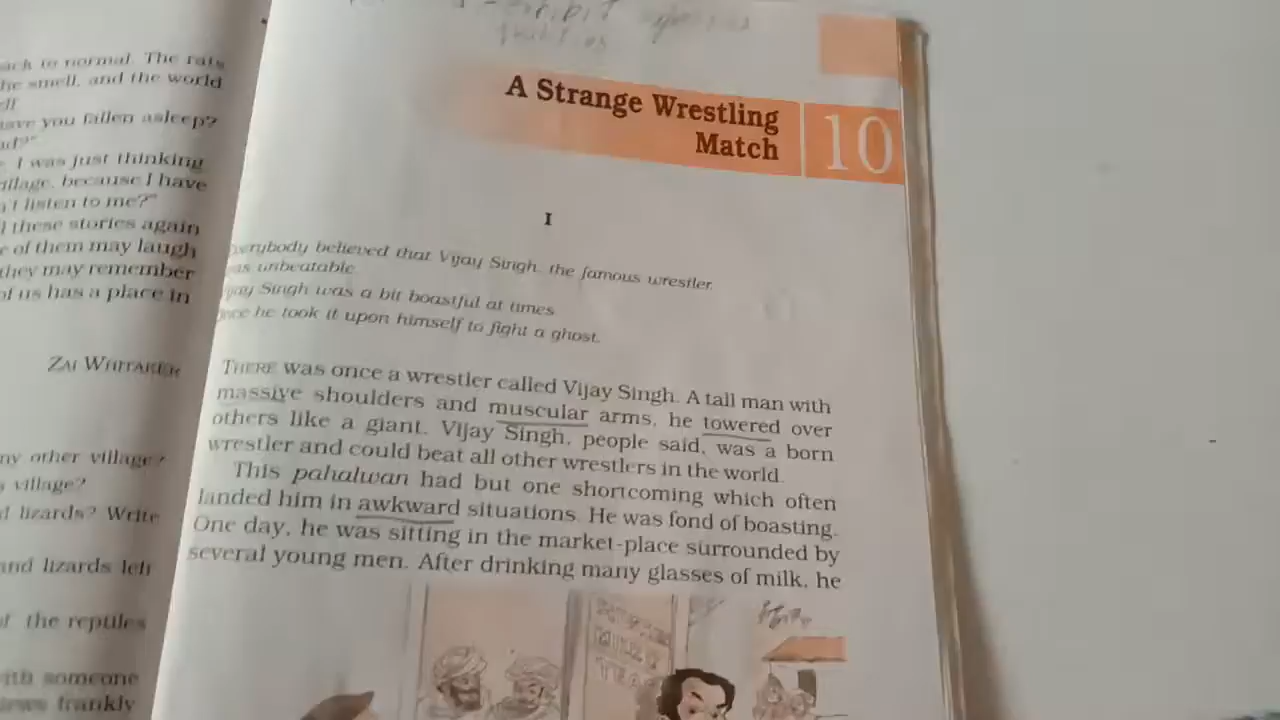 ack to normal. The rats
he smell, and the world
elf.
ave you fallen asleep?
ad?"
I was just thinking
village, because I have
n't listen to me?"
l these stories again
e of them may laugh
they may remember
of us has a place in
ZAI WHITAKER
ny other village?
s village?
d lizards? Write
and lizards left
of the reptiles
with someone
iews frankly
A Strange Wrestling
Match
10
I
Everybody believed that Vijay Singh, the famous wrestler,
was unbeatable.
Vijay Singh was a bit boastful at times.
Once he took it upon himself to fight a ghost.
THERE was once a wrestler called Vijay Singh. A tall man with
massive shoulders and muscular arms, he towered over
others like a giant. Vijay Singh, people said, was a born
wrestler and could beat all other wrestlers in the world.
This pahalwan had but one shortcoming which often
landed him in awkward situations. He was fond of boasting.
One day, he was sitting in the market-place surrounded by
several young men. After drinking many glasses of milk, he